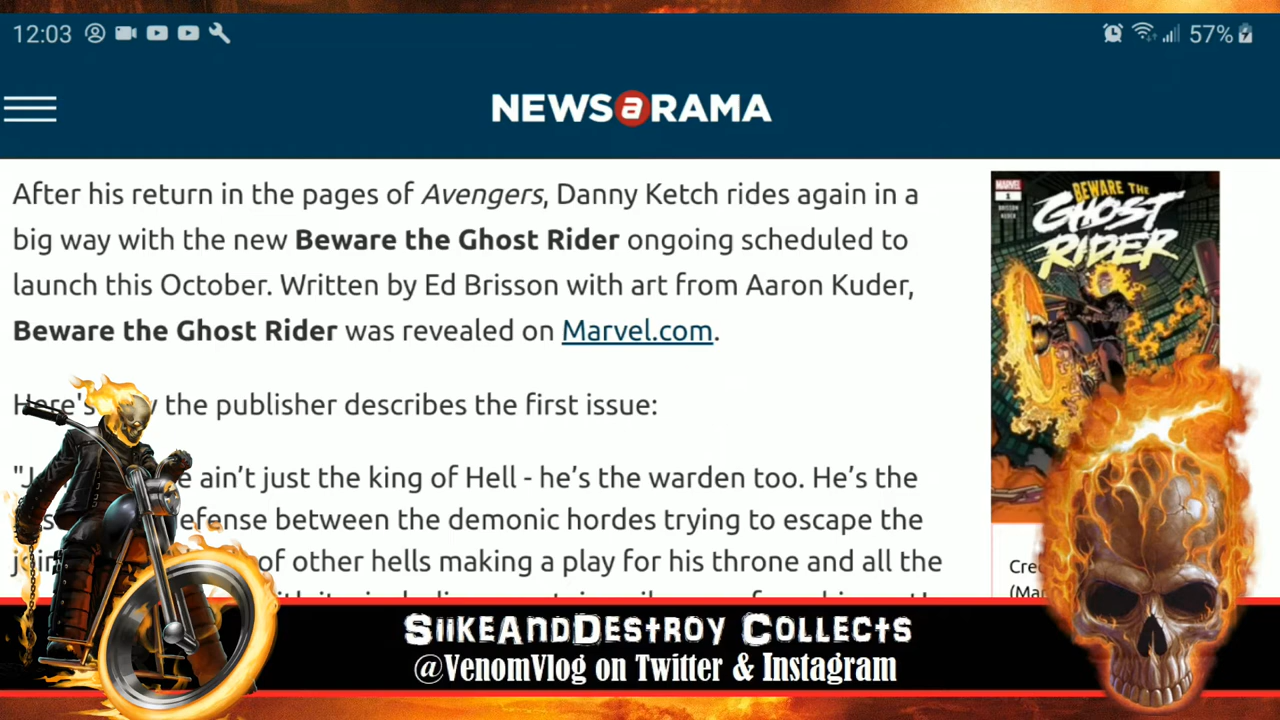 12:03
57%
NEWSaRAMA
After his return in the pages of Avengers, Danny Ketch rides again in a
big way with the new Beware the Ghost Rider ongoing scheduled to
launch this October. Written by Ed Brisson with art from Aaron Kuder,
Beware the Ghost Rider was revealed on Marvel.com.
MARVEL
1
BRISSON
KUDER
BEWARE THE
GHOST
RIDER
the publisher describes the first issue:
ain't just the king of Hell - he's the warden too. He's the
between the demonic hordes trying to escape the
of other hells making a play for his throne and all the
SiikeAndDestroy Collects
@VenomVlog on Twitter & Instagram